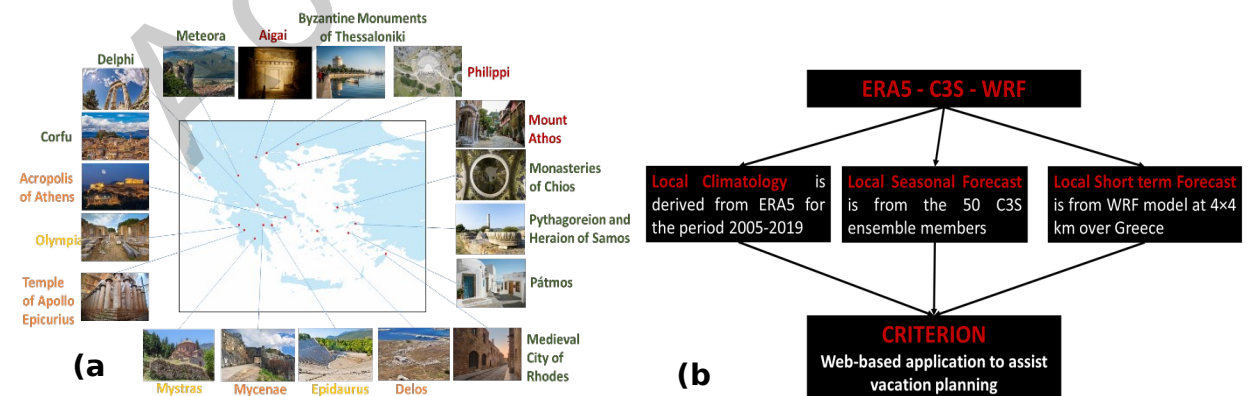 Byzantine Monuments
of Thessaloniki
Meteora
Aigai
Delphi
Philippi
Corfu
Mount
Athos
Acropolis
of Athens
Monasteries
of Chios
Olympia
Pythagoreion and
Heraion of Samos
Temple
of Apollo
Epicurius
Pátmos
Medieval
City of
Rhodes
Mystras
Mycenae
Epidaurus
Delos
(a
ERA5 - C3S - WRF
Local Climatology is
derived from ERA5 for
the period 2005-2019
Local Seasonal Forecast
is from the 50 C3S
ensemble members
Local Short term Forecast
is from WRF model at 4×4
km over Greece
CRITERION
Web-based application to assist
vacation planning
(b